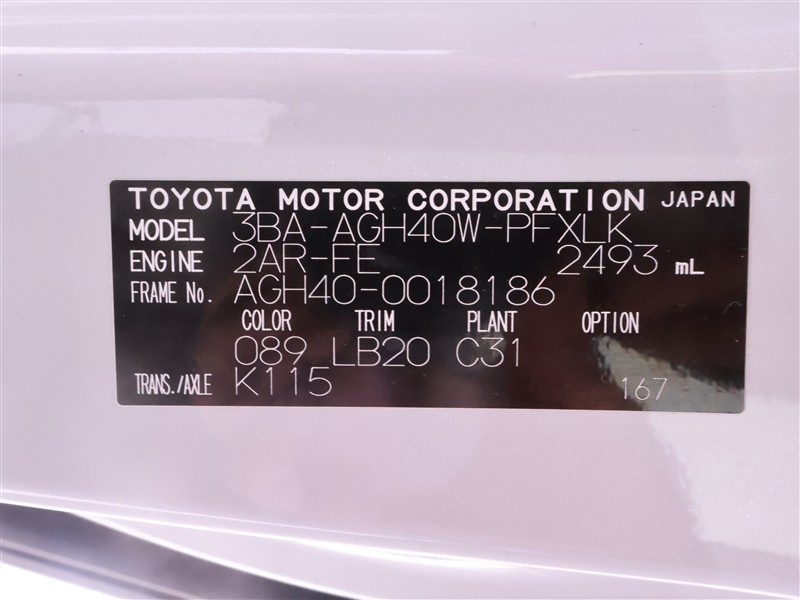 TOYOTA MOTOR CORPORATION JAPAN
MODEL 3BA-AGH40W-PFXLK
ENGINE 2AR-FE 2493 mL
FRAME No. AGH40-0018186
COLOR TRIM PLANT OPTION
089 LB20 C31
TRANS./AXLE K115 167